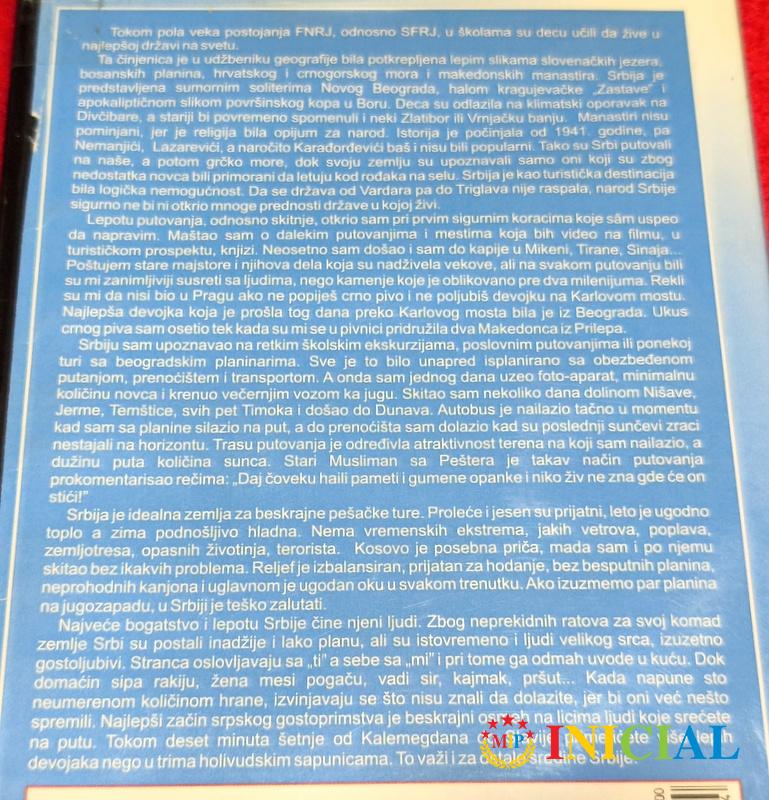 Tokom pola veka postojanja FNRJ, odnosno SFRJ, u školama su decu učili da žive u
najlepšoj državi na svetu.
Ta činjenica je u udžbeniku geografije bila potkrepljena lepim slikama slovenačkih jezera,
bosanskih planina, hrvatskog i crnogorskog mora i makedonskih manastira. Srbija je
predstavljena sumornim soliterima Novog Beograda, halom kragujevačke „Zastave" i
apokaliptičnom slikom površinskog kopa u Boru. Deca su odlazila na klimatski oporavak na
Divčibare, a stariji bi povremeno spomenuli i neki Zlatibor ili Vrnjačku banju. Manastiri nisu
pominjani, jer je religija bila opijum za narod. Istorija je počinjala od 1941. godine, pa
Nemanjići, Lazarevići, a naročito Karađorđevići baš i nisu bili popularni. Tako su Srbi putovali
na naše, a potom grčko more, dok svoju zemlju su upoznavali samo oni koji su zbog
nedostatka novca bili primorani da letuju kod rođaka na selu. Srbija je kao turistička destinacija
bila logička nemogućnost. Da se država od Vardara pa do Triglava nije raspala, narod Srbije
sigurno ne bi ni otkrio mnoge prednosti države u kojoj živi.
Lepotu putovanja, odnosno skitnje, otkrio sam pri prvim sigurnim koracima koje sâm uspeo
da napravim. Maštao sam o dalekim putovanjima i mestima koja bih video na filmu, u
turističkom prospektu, knjizi. Neosetno sam došao i sam do kapije u Mikeni, Tirane, Sinaja...
Poštujem stare majstore i njihova dela koja su nadživela vekove, ali na svakom putovanju bili
su mi zanimljiviji susreti sa ljudima, nego kamenje koje je oblikovano pre dva milenijuma. Rekli
su mi da nisi bio u Pragu ako ne popiješ crno pivo i ne poljubiš devojku na Karlovom mostu.
Najlepša devojka koja je prošla tog dana preko Karlovog mosta bila je iz Beograda. Ukus
crnog piva sam osetio tek kada su mi se u pivnici pridružila dva Makedonca iz Prilepa.
Srbiju sam upoznavao na retkim školskim ekskurzijama, poslovnim putovanjima ili ponekoj
turi sa beogradskim planinarima. Sve je to bilo unapred isplanirano sa obezbeđenom
putanjom, prenoćištem i transportom. A onda sam jednog dana uzeo foto-aparat, minimalnu
količinu novca i krenuo večernjim vozom ka jugu. Skitao sam nekoliko dana dolinom Nišave,
Jerme, Temštice, svih pet Timoka i došao do Dunava. Autobus je nailazio tačno u momentu
kad sam sa planine silazio na put, a do prenoćišta sam dolazio kad su poslednji sunčevi zraci
nestajali na horizontu. Trasu putovanja je određivla atraktivnost terena na koji sam nailazio, a
dužinu puta količina sunca. Stari Musliman sa Peštera je takav način putovanja
prokomentarisao rečima: „Daj čoveku haili pameti i gumene opanke i niko živ ne zna gde će on
stići!"
Srbija je idealna zemlja za beskrajne pešačke ture. Proleće i jesen su prijatni, leto je ugodno
toplo a zima podnošljivo hladna. Nema vremenskih ekstrema, jakih vetrova, poplava,
zemljotresa, opasnih životinja, terorista. Kosovo je posebna priča, mada sam i po njemu
skitao bez ikakvih problema. Reljef je izbalansiran, prijatan za hodanje, bez besputnih planina,
neprohodnih kanjona i uglavnom je ugodan oku u svakom trenutku. Ako izuzmemo par planina
na jugozapadu, u Srbiji je teško zalutati.
Najveće bogatstvo i lepotu Srbije čine njeni ljudi. Zbog neprekidnih ratova za svoj komad
zemlje Srbi su postali inadžije i lako planu, ali su istovremeno i ljudi velikog srca, izuzetno
gostoljubivi. Stranca oslovljavaju sa „ti" a sebe sa „mi" i pri tome ga odmah uvode u kuću. Dok
domaćin sipa rakiju, žena mesi pogaču, vadi sir, kajmak, pršut... Kada napune sto
neumerenom količinom hrane, izvinjavaju se što nisu znali da dolazite, jer bi oni već nešto
spremili. Najlepši začin srpskog gostoprimstva je beskrajni osmeh na licima ljudi koje srećete
na putu. Tokom deset minuta šetnje od Kalemegdana do lepih
devojaka nego u trima holivudskim sapunicama. To važi i za Srbije.
MSP INICIAL